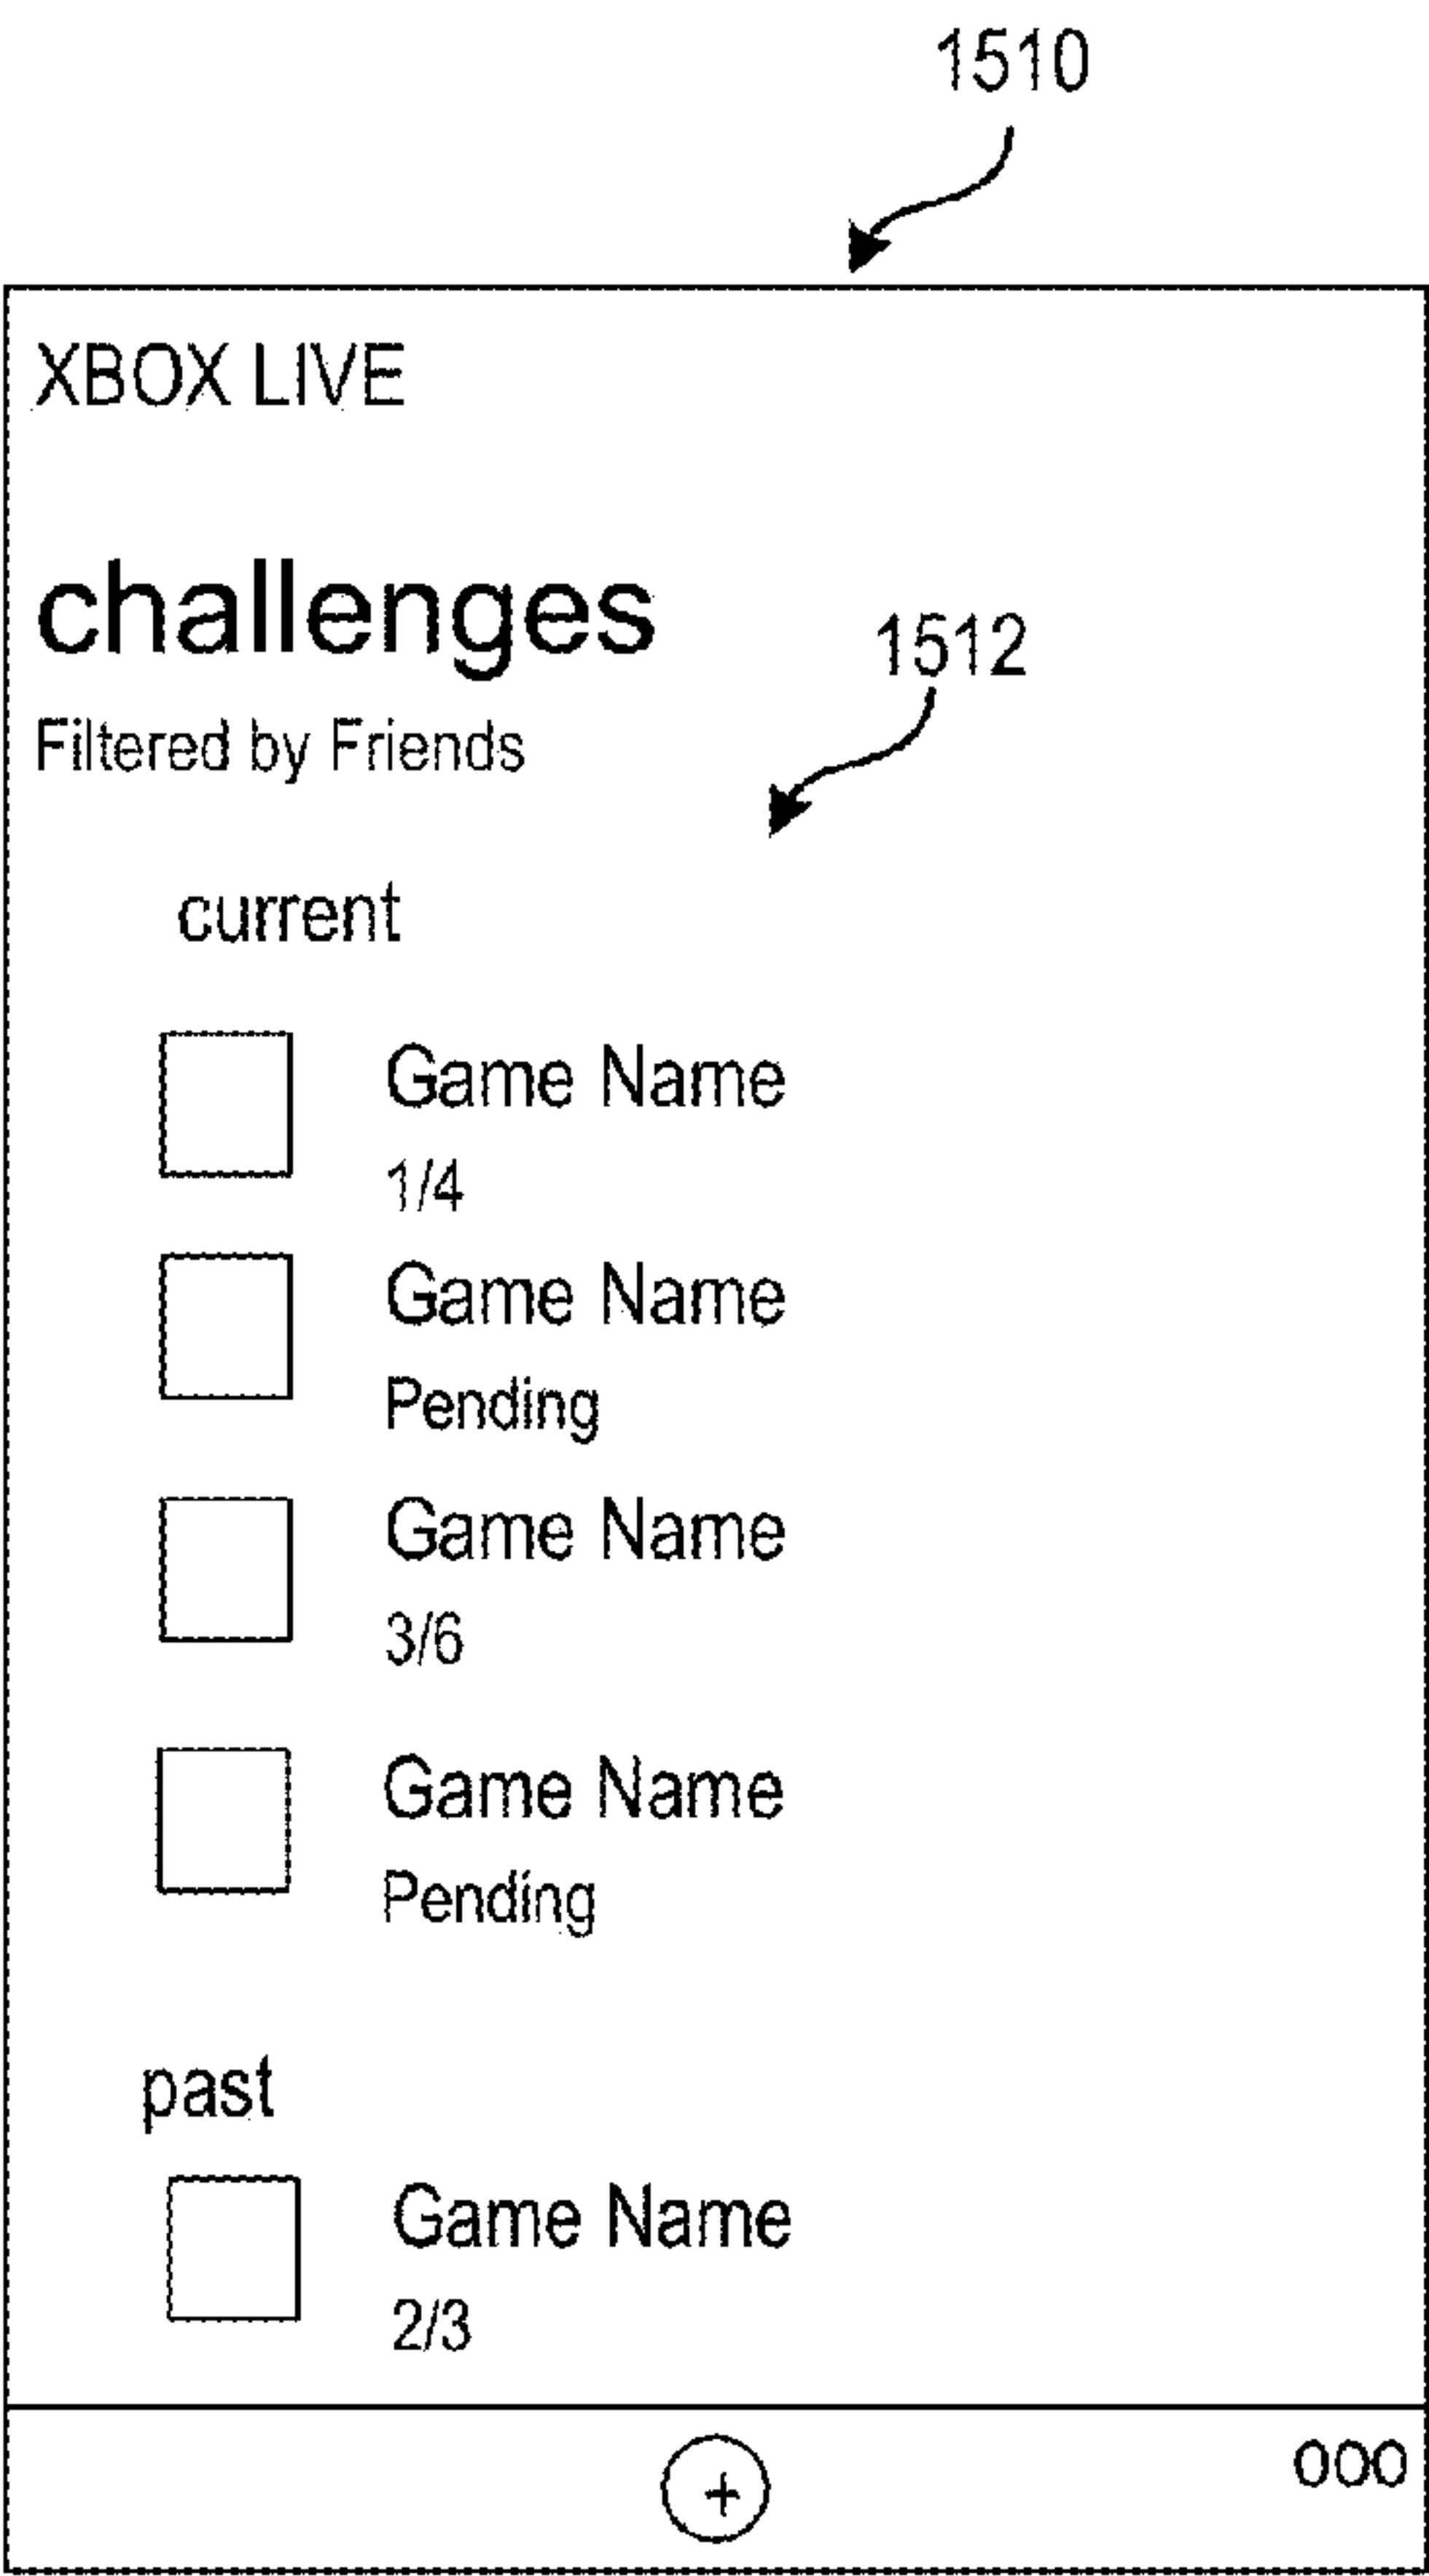 1510
XBOX LIVE
challenges
1512
Filtered by Friends
current
Game Name
1/4
Game Name
Pending
Game Name
3/6
Game Name
Pending
past
Game Name
2/3
+
ooo